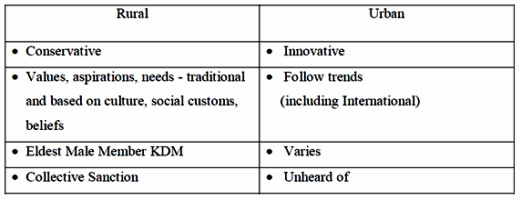 Rural
Urban
• Conservative
• Innovative
• Values, aspirations, needs - traditional
and based on culture, social customs,
beliefs
• Follow trends
(including International)
• Eldest Male Member KDM
• Varies
• Collective Sanction
• Unheard of